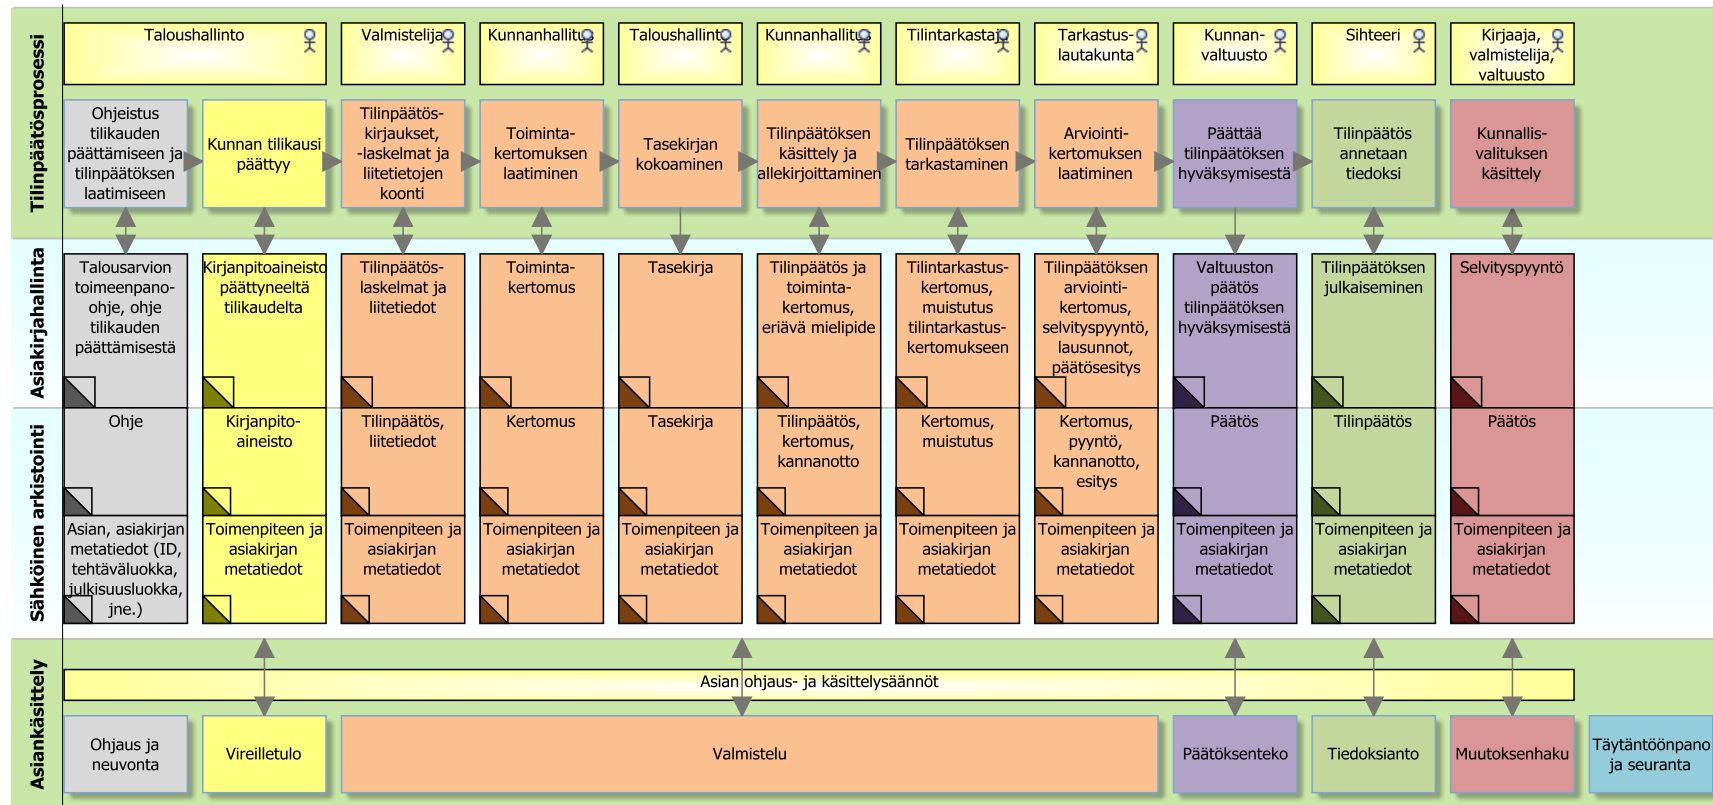 Tilinpäätösprosessi
Taloushallinto
Valmistelija
Kunnanhallitus
Taloushallinto
Kunnanhallitus
Tilintarkastaja
Tarkastus-
lautakunta
Kunnan-
valtuusto
Sihteeri
Kirjaaja,
valmistelija,
valtuusto
Ohjeistus
tilikauden
päättämiseen ja
tilinpäätöksen
laatimiseen
Kunnan tilikausi
päättyy
Tilinpäätös-
kirjaukset,
-laskelmat ja
liitetietojen
koonti
Toiminta-
kertomuksen
laatiminen
Tasekirjan
kokoaminen
Tilinpäätöksen
käsittely ja
allekirjoittaminen
Tilinpäätöksen
tarkastaminen
Arviointi-
kertomuksen
laatiminen
Päättää
tilinpäätöksen
hyväksymisestä
Tilinpäätös
annetaan
tiedoksi
Kunnallis-
valituksen
käsittely
Asiakirjahallinta
Talousarvion
toimeenpano-
ohje, ohje
tilikauden
päättämisestä
Kirjanpitoaineisto
päättyneeltä
tilikaudelta
Tilinpäätös-
laskelmat ja
liitetiedot
Toiminta-
kertomus
Tasekirja
Tilinpäätös ja
toiminta-
kertomus,
eriävä mielipide
Tilintarkastus-
kertomus,
muistutus
tilintarkastus-
kertomukseen
Tilinpäätöksen
arviointi-
kertomus,
selvityspyyntö,
lausunnot,
päätösesitys
Valtuuston
päätös
tilinpäätöksen
hyväksymisestä
Tilinpäätöksen
julkaiseminen
Selvityspyyntö
Sähköinen arkistointi
Ohje
Kirjanpito-
aineisto
Tilinpäätös,
liitetiedot
Kertomus
Tasekirja
Tilinpäätös,
kertomus,
kannanotto
Kertomus,
muistutus
Kertomus,
pyyntö,
kannanotto,
esitys
Päätös
Tilinpäätös
Päätös
Asian, asiakirjan
metatiedot (ID,
tehtäväluokka,
julkisuusluokka,
jne.)
Toimenpiteen ja
asiakirjan
metatiedot
Toimenpiteen ja
asiakirjan
metatiedot
Toimenpiteen ja
asiakirjan
metatiedot
Toimenpiteen ja
asiakirjan
metatiedot
Toimenpiteen ja
asiakirjan
metatiedot
Toimenpiteen ja
asiakirjan
metatiedot
Toimenpiteen ja
asiakirjan
metatiedot
Toimenpiteen ja
asiakirjan
metatiedot
Toimenpiteen ja
asiakirjan
metatiedot
Toimenpiteen ja
asiakirjan
metatiedot
Asiankäsittely
Asian ohjaus- ja käsittelysäännöt
Ohjaus ja
neuvonta
Vireilletulo
Valmistelu
Päätöksenteko
Tiedoksianto
Muutoksenhaku
Täytäntöönpano
ja seuranta